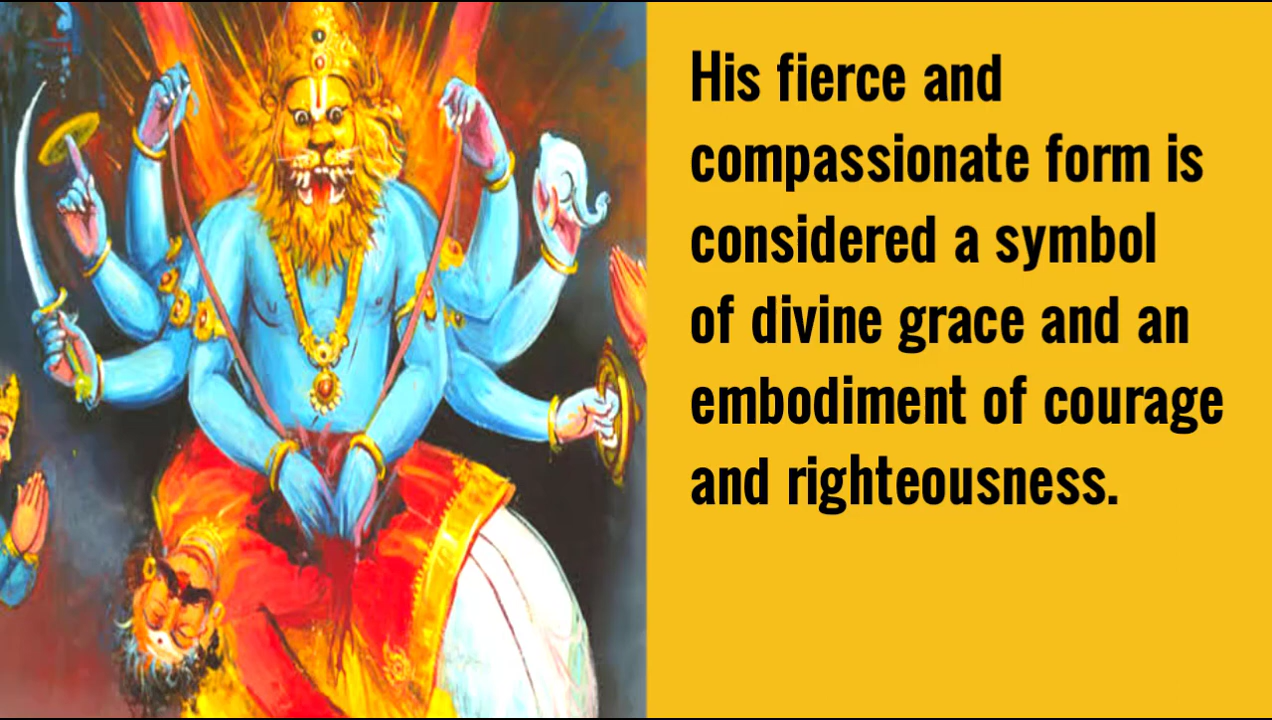 His fierce and
compassionate form is
considered a symbol
of divine grace and an
embodiment of courage
and righteousness.